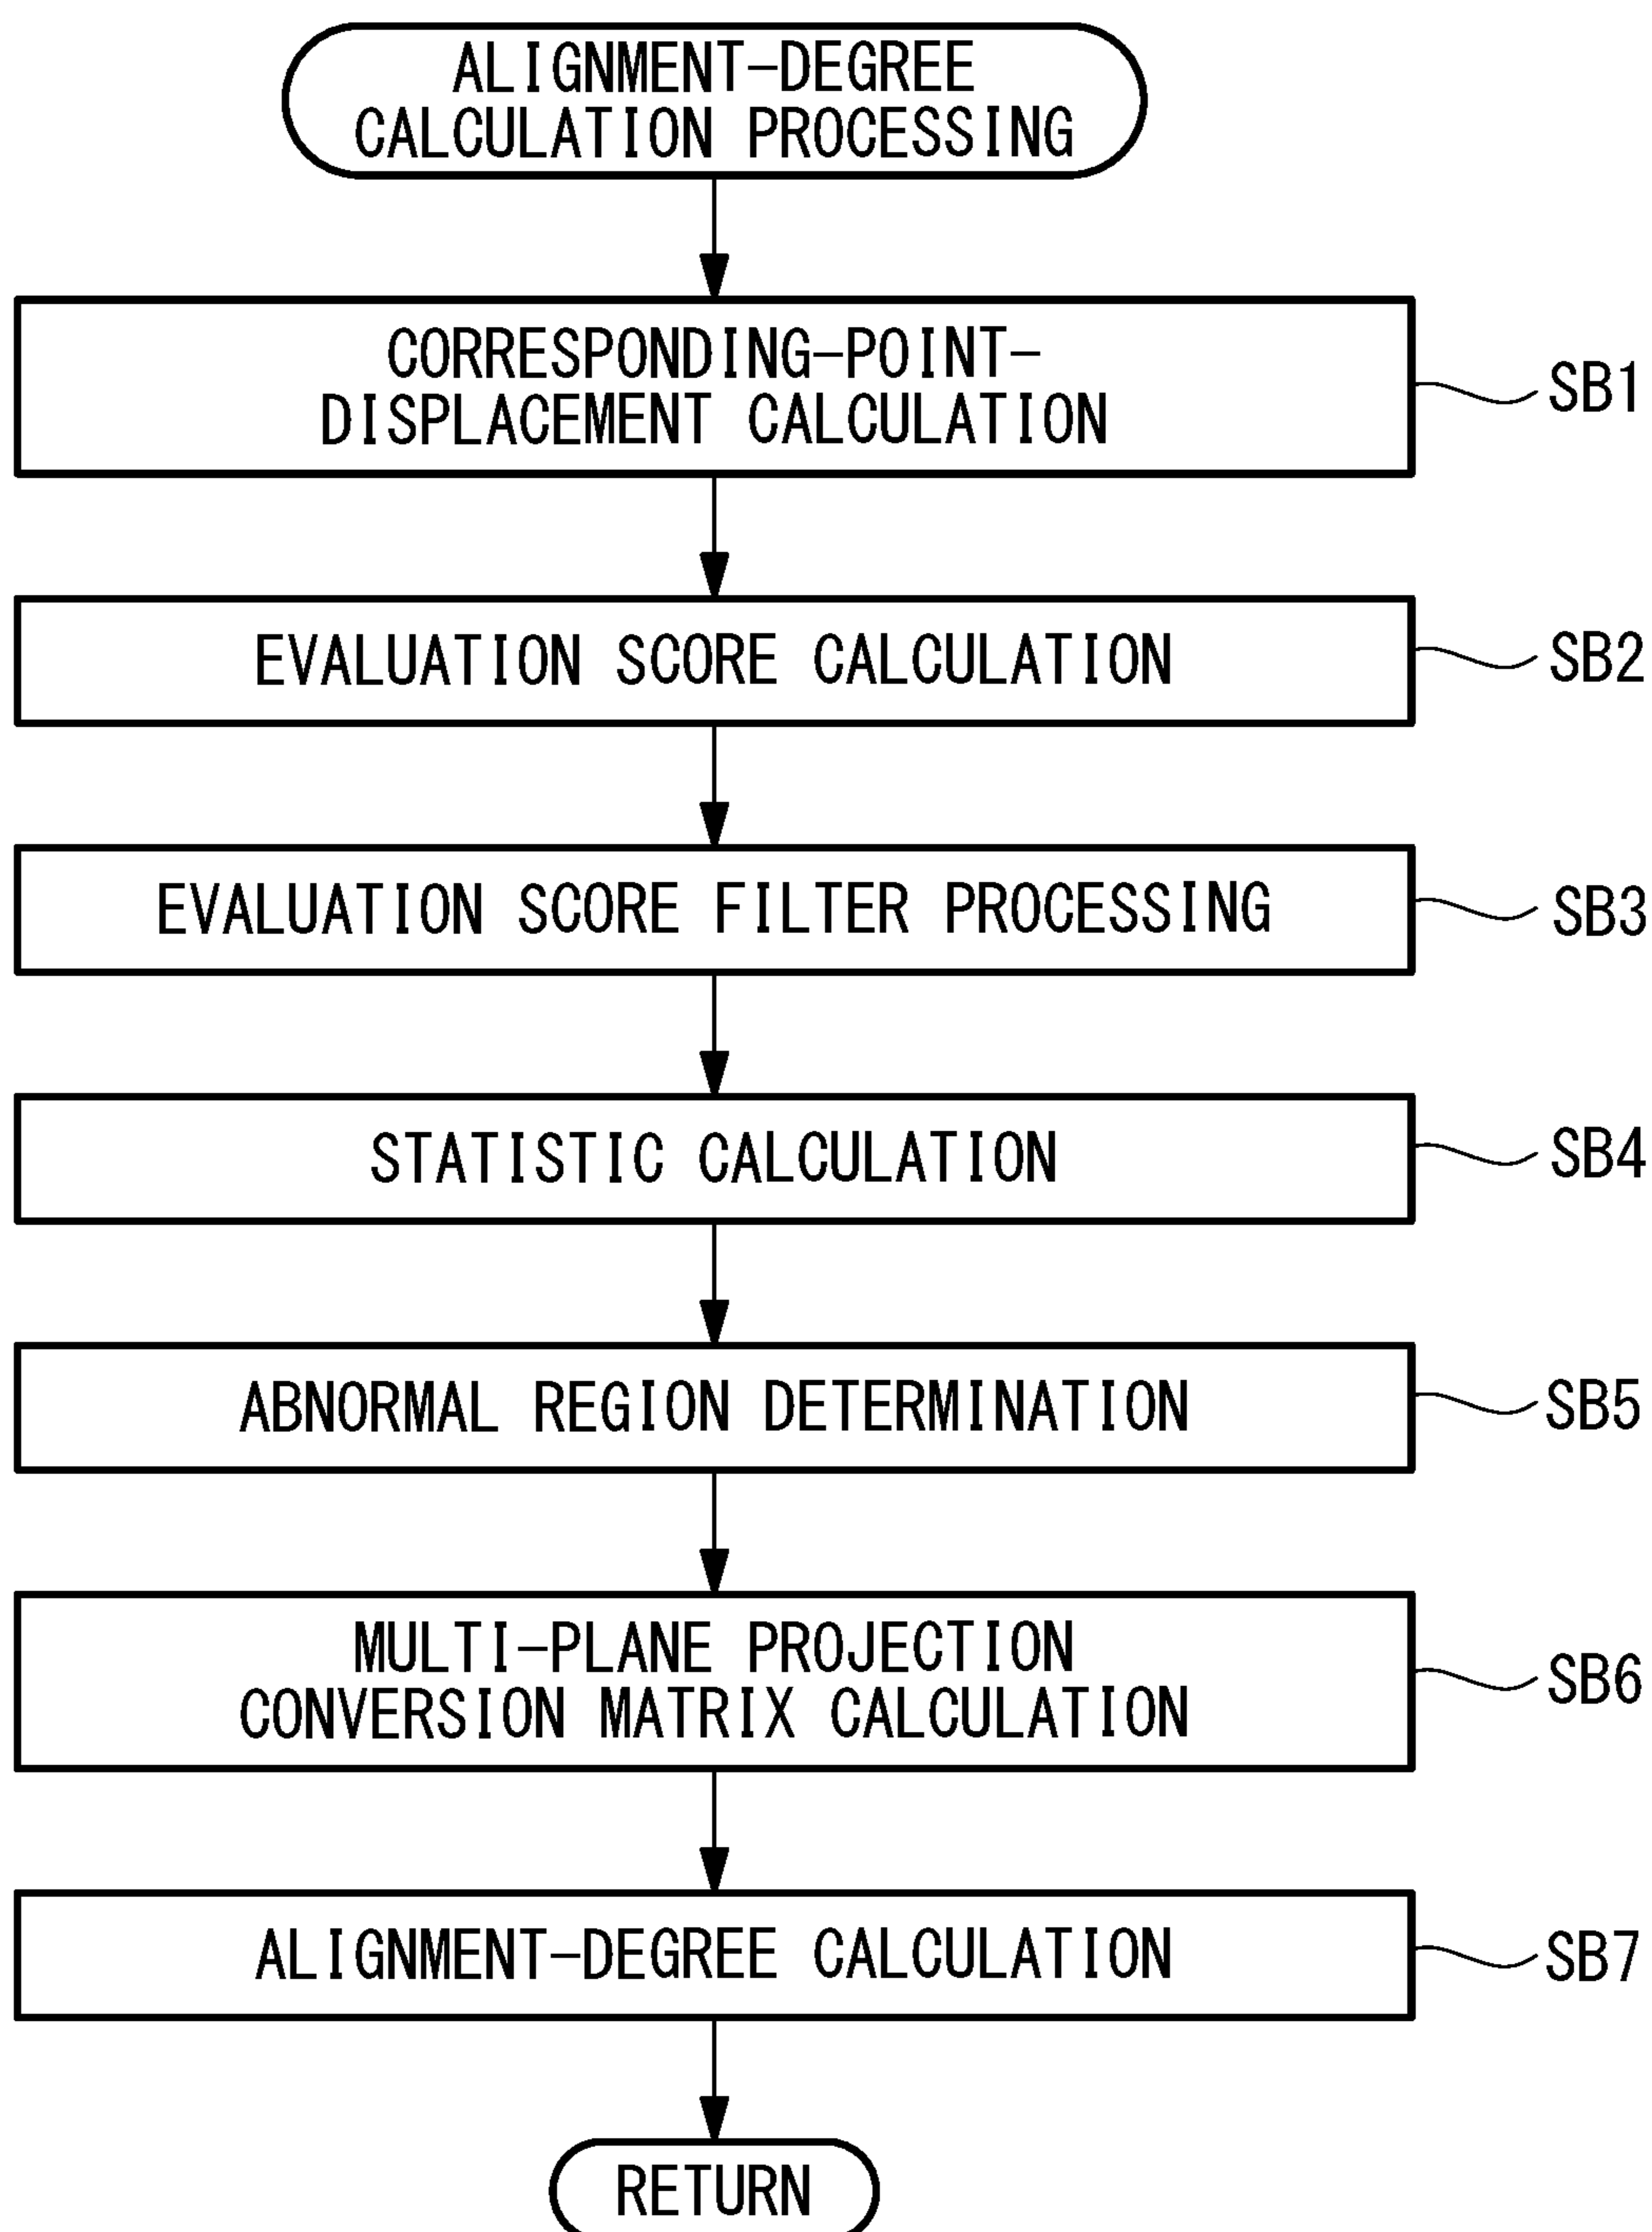 ALIGNMENT-DEGREE
CALCULATION PROCESSING
CORRESPONDING-POINT-
DISPLACEMENT CALCULATION
SB1
EVALUATION SCORE CALCULATION
SB2
EVALUATION SCORE FILTER PROCESSING
SB3
STATISTIC CALCULATION
SB4
ABNORMAL REGION DETERMINATION
SB5
MULTI-PLANE PROJECTION
CONVERSION MATRIX CALCULATION
SB6
ALIGNMENT-DEGREE CALCULATION
SB7
RETURN